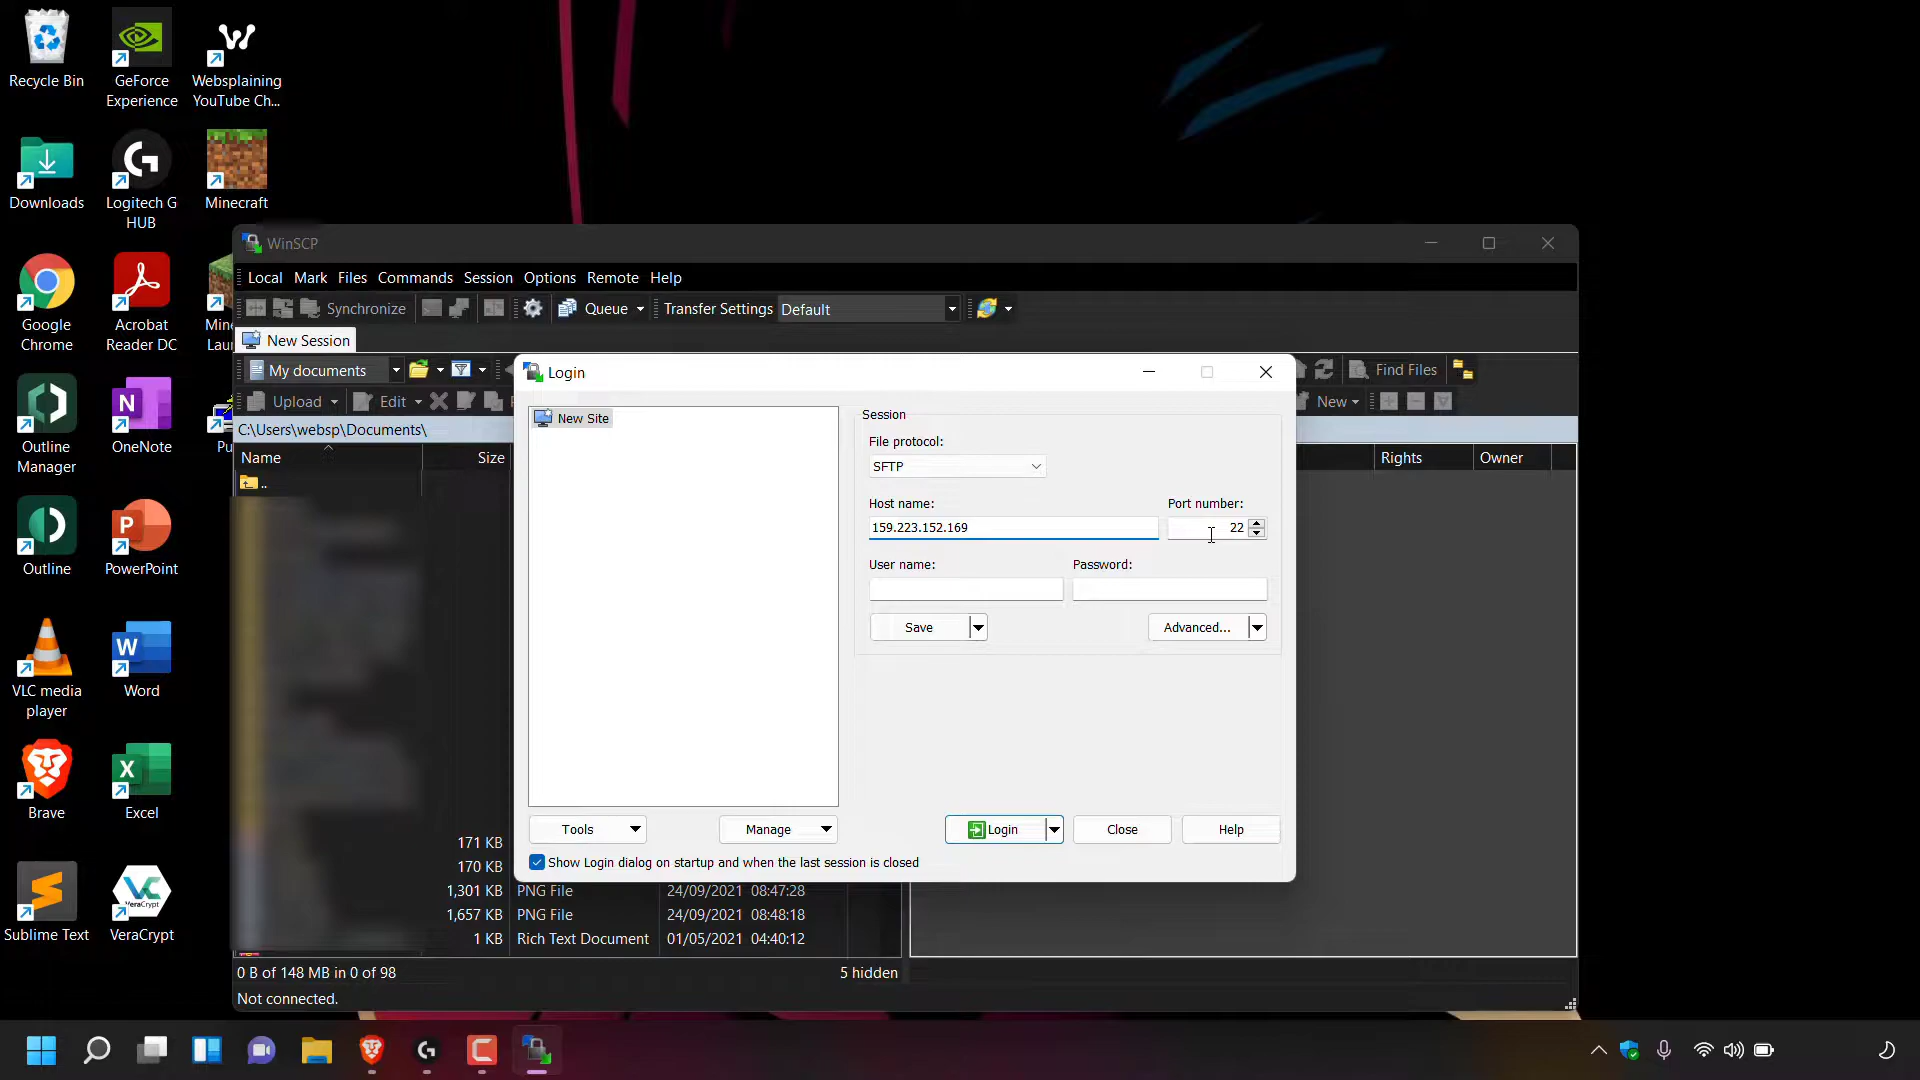 Recycle Bin
GeForce
Experience
Websplaining
YouTube Ch...
Downloads
Logitech G
HUB
Minecraft
Google
Chrome
Acrobat
Reader DC
Outline
Manager
OneNote
Outline
PowerPoint
VLC media
player
Word
Brave
Excel
Sublime Text
VeraCrypt
WinSCP
Local Mark Files Commands Session Options Remote Help
Synchronize Queue Transfer Settings Default
New Session
My documents
Find Files
Upload Edit
New
C:\Users\websp\Documents\
Name Size
Rights Owner
..
Login
New Site
Session
File protocol:
SFTP
Host name: Port number:
159.223.152.169 22
User name: Password:
Save Advanced...
Tools Manage Login Close Help
Show Login dialog on startup and when the last session is closed
171 KB
170 KB
1,301 KB PNG File 24/09/2021 08:47:28
1,657 KB PNG File 24/09/2021 08:48:18
1 KB Rich Text Document 01/05/2021 04:40:12
0 B of 148 MB in 0 of 98 5 hidden
Not connected.